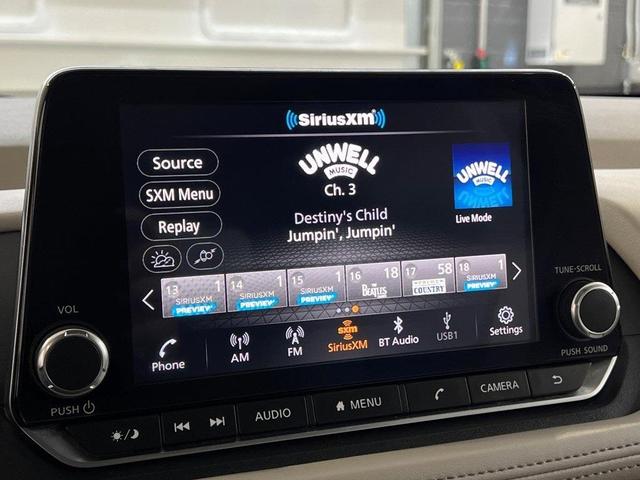 SiriusXM
UNWELL
MUSIC
Ch. 3
Destiny's Child
Jumpin', Jumpin'
Source
SXM Menu
Replay
UNWELL
MUSIC
Live Mode
13 1
SIRIUSXM
PREVIEW
14 1
SIRIUSXM
PREVIEW
15 1
SIRIUSXM
PREVIEW
16 18
THE
BEATLES
17 58
COUNTRY
18 1
SIRIUSXM
PREVIEW
Phone
AM
FM
sxm
SiriusXM
BT Audio
USB1
Settings
VOL
PUSH
TUNE-SCROLL
PUSH SOUND
AUDIO
MENU
CAMERA